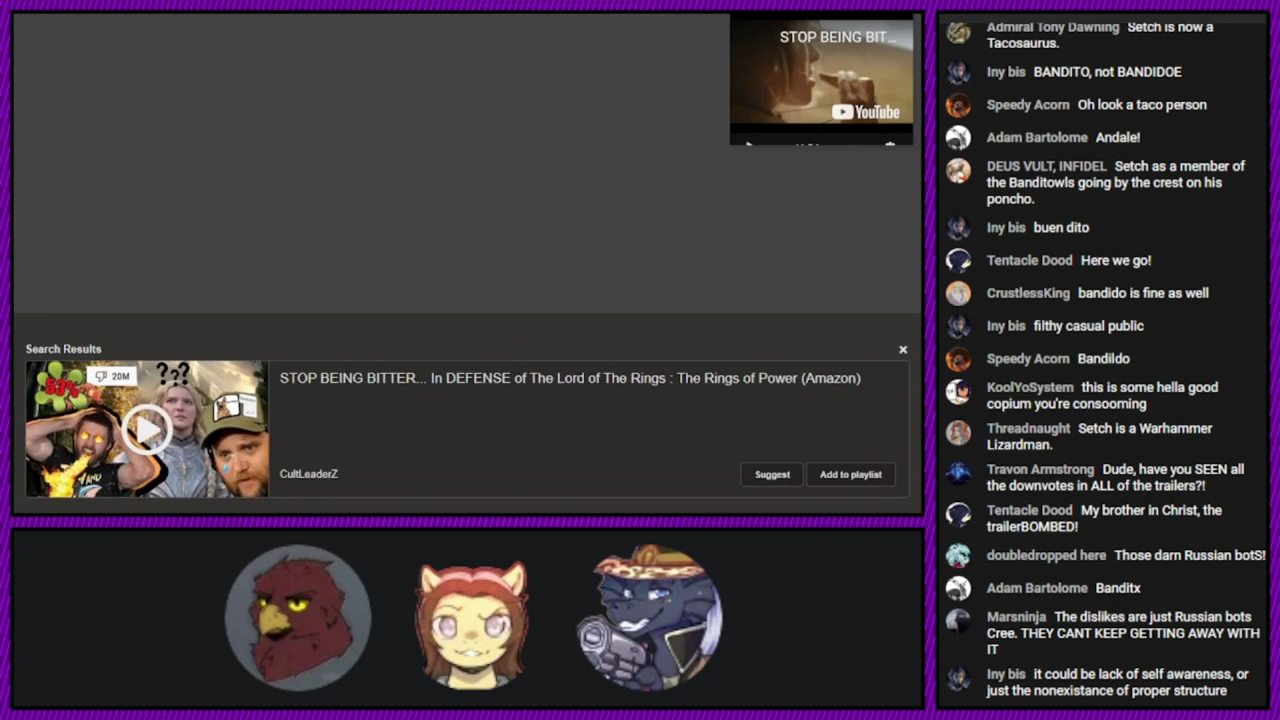 STOP BEING BIT...
YouTube
Search Results
53%
20M
???
STOP BEING BITTER... In DEFENSE of The Lord of The Rings : The Rings of Power (Amazon)
CultLeaderZ
Suggest
Add to playlist
Admiral Tony Dawning Setch is now a
Tacosaurus.
Iny bis BANDITO, not BANDIDOE
Speedy Acorn Oh look a taco person
Adam Bartolome Andale!
DEUS VULT, INFIDEL Setch as a member of
the Banditowls going by the crest on his
poncho.
Iny bis buen dito
Tentacle Dood Here we go!
CrustlessKing bandido is fine as well
Iny bis filthy casual public
Speedy Acorn Bandildo
KoolYoSystem this is some hella good
copium you're consooming
Threadnaught Setch is a Warhammer
Lizardman.
Travon Armstrong Dude, have you SEEN all
the downvotes in ALL of the trailers?!
Tentacle Dood My brother in Christ, the
trailerBOMBED!
doubledropped here Those darn Russian botS!
Adam Bartolome Banditx
Marsninja The dislikes are just Russian bots
Cree. THEY CANT KEEP GETTING AWAY WITH
IT
Iny bis it could be lack of self awareness, or
just the nonexistance of proper structure